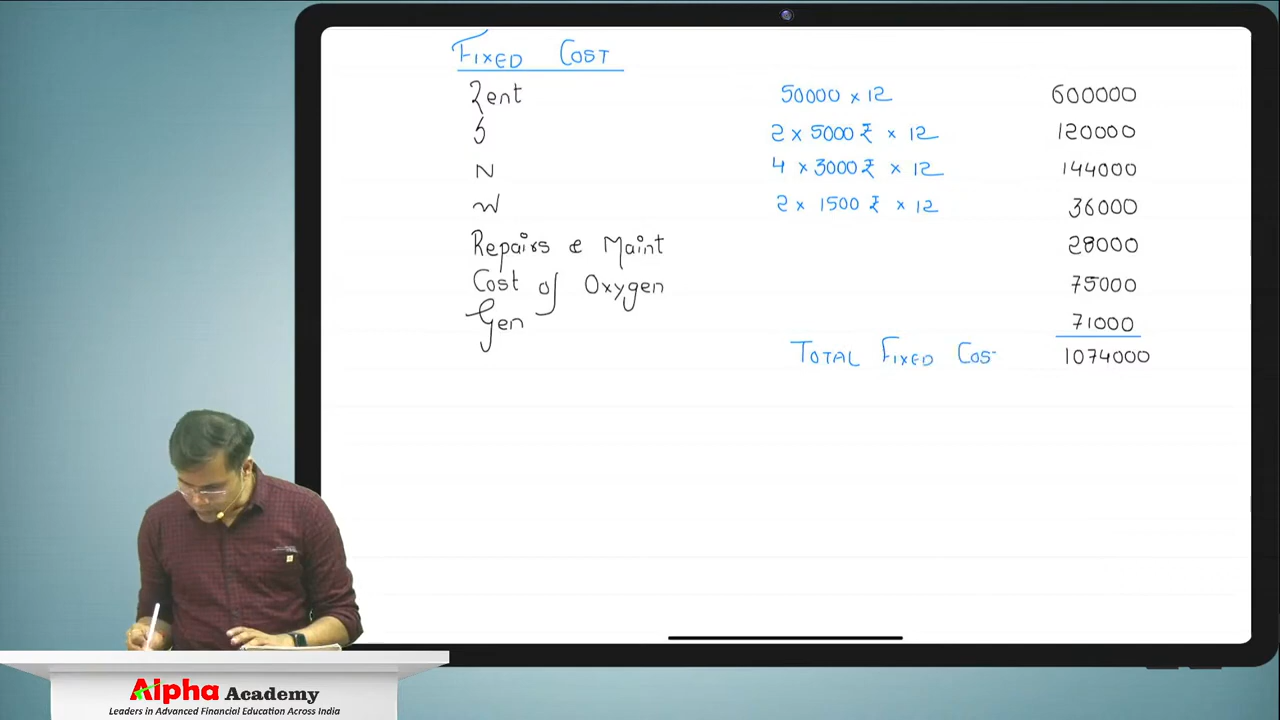 FIXED COST
Rent 50000 x 12 600000
S 2 x 5000 ₹ x 12 120000
N 4 x 3000 ₹ x 12 144000
W 2 x 1500 ₹ x 12 36000
Repairs & Maint 28000
Cost of Oxygen 75000
Gen 71000
TOTAL FIXED COS 1074000
Alpha Academy
Leaders in Advanced Financial Education Across India